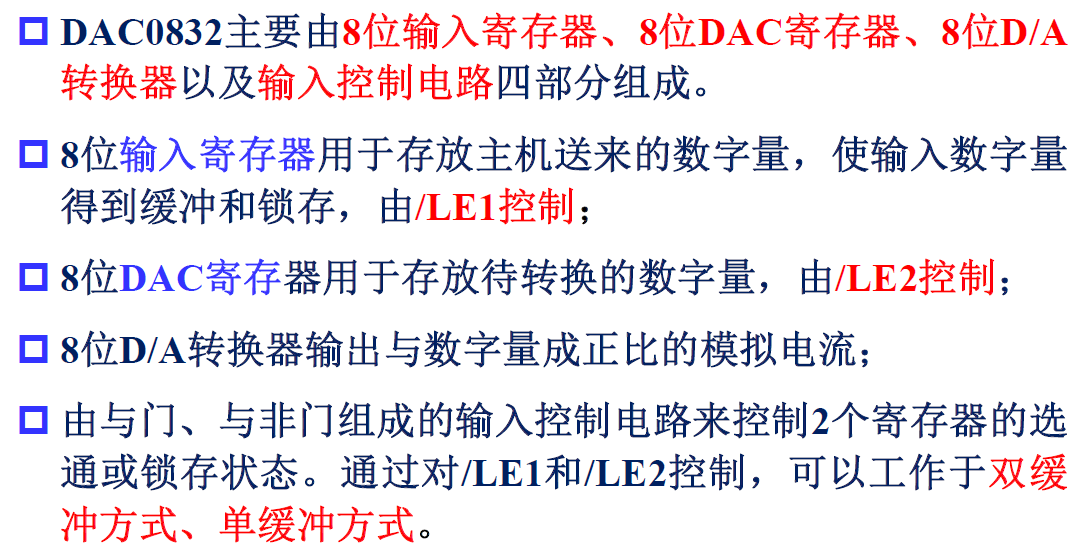 DAC0832主要由8位输入寄存器、8位DAC寄存器、8位D/A
转换器以及输入控制电路四部分组成。
8位输入寄存器用于存放主机送来的数字量，使输入数字量
得到缓冲和锁存，由/LE1控制；
8位DAC寄存器用于存放待转换的数字量，由/LE2控制；
8位D/A转换器输出与数字量成正比的模拟电流；
由与门、与非门组成的输入控制电路来控制2个寄存器的选
通或锁存状态。通过对/LE1和/LE2控制，可以工作于双缓
冲方式、单缓冲方式。